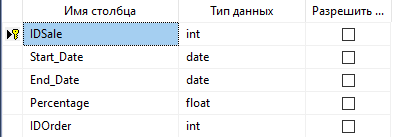 Имя столбца Тип данных Разрешить ...
IDSale int
Start_Date date
End_Date date
Percentage float
IDOrder int